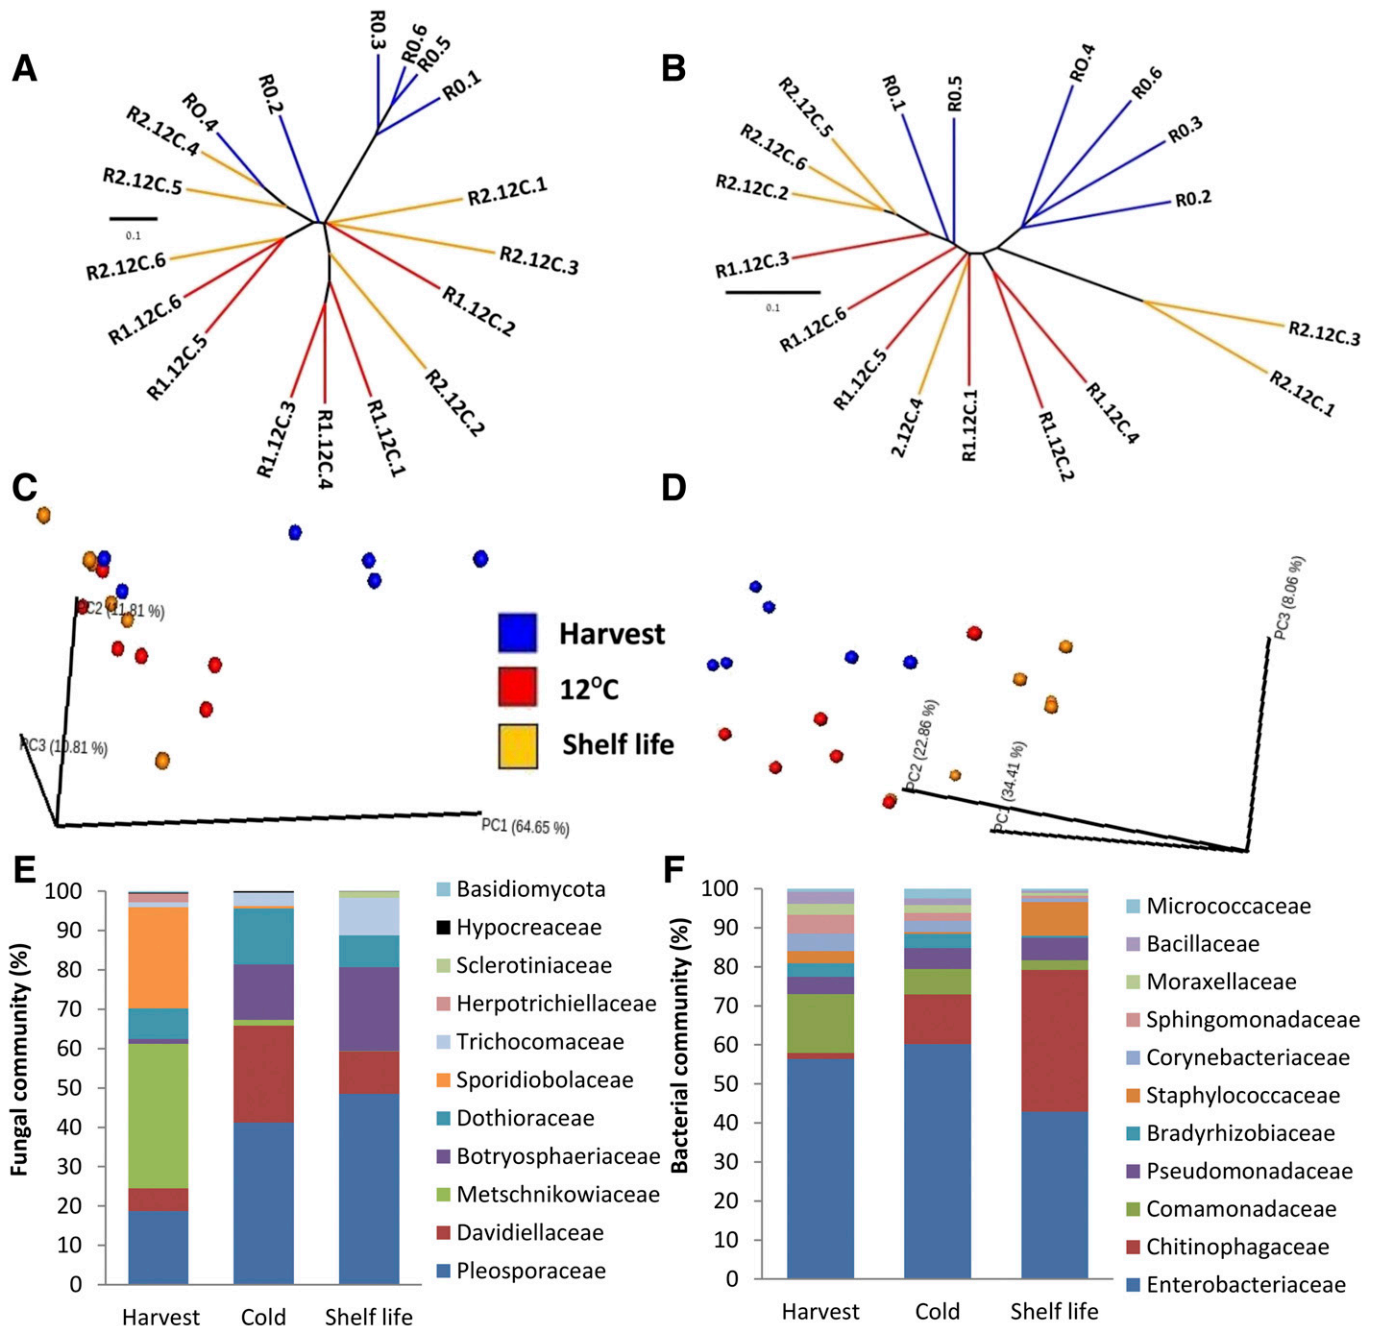 A
R0.3
R0.6
R0.5
R0.1
R0.2
RO.4
R2.12C.4
R2.12C.5
R2.12C.1
R2.12C.3
0.1
R2.12C.6
R1.12C.6
R1.12C.5
R1.12C.2
R2.12C.2
R1.12C.3
R1.12C.4
R1.12C.1
B
R2.12C.5
R0.1
R0.5
RO.4
R0.6
R0.3
R0.2
R2.12C.6
R2.12C.2
R1.12C.3
0.1
R1.12C.6
R1.12C.5
2.12C.4
R1.12C.1
R1.12C.2
R1.12C.4
R2.12C.3
R2.12C.1
C
PC2 (11.81 %)
PC3 (10.81 %)
PC1 (64.65 %)
Harvest
12°C
Shelf life
D
PC3 (8.06 %)
PC2 (22.86 %)
PC1 (34.41 %)
E
Fungal community (%)
100
90
80
70
60
50
40
30
20
10
0
Harvest
Cold
Shelf life
Basidiomycota
Hypocreaceae
Sclerotiniaceae
Herpotrichiellaceae
Trichocomaceae
Sporidiobolaceae
Dothioraceae
Botryosphaeriaceae
Metschnikowiaceae
Davidiellaceae
Pleosporaceae
F
Bacterial community (%)
100
90
80
70
60
50
40
30
20
10
0
Harvest
Cold
Shelf life
Micrococcaceae
Bacillaceae
Moraxellaceae
Sphingomonadaceae
Corynebacteriaceae
Staphylococcaceae
Bradyrhizobiaceae
Pseudomonadaceae
Comamonadaceae
Chitinophagaceae
Enterobacteriaceae